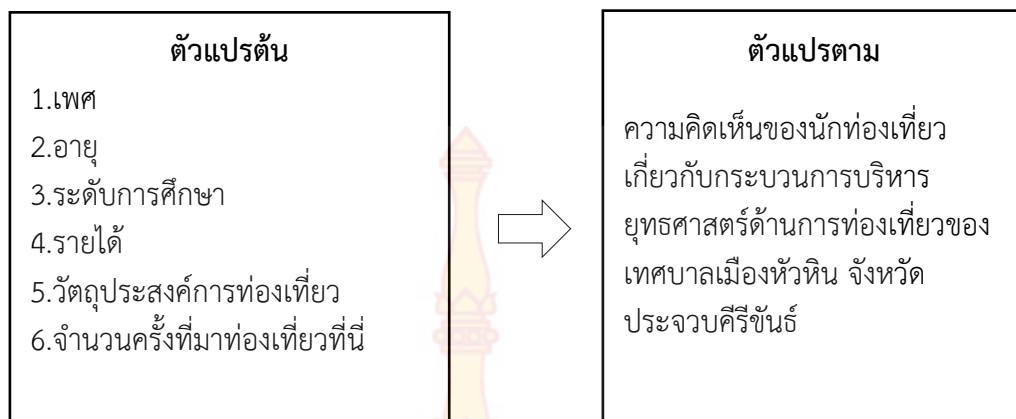 ตัวแปรต้น
1.เพศ
2.อายุ
3.ระดับการศึกษา
4.รายได้
5.วัตถุประสงค์การท่องเที่ยว
6.จำนวนครั้งที่มาท่องเที่ยวที่นี่
ตัวแปรตาม
ความคิดเห็นของนักท่องเที่ยว
เกี่ยวกับกระบวนการบริหาร
ยุทธศาสตร์ด้านการท่องเที่ยวของ
เทศบาลเมืองหัวหิน จังหวัด
ประจวบคีรีขันธ์